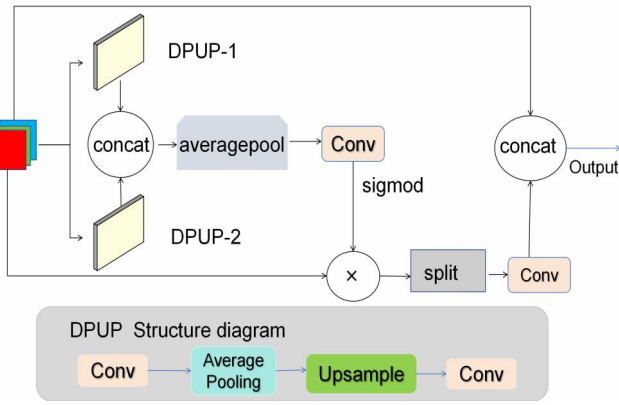 DPUP-1
concat
averagepool
Conv
concat
Output
sigmod
DPUP-2
×
split
Conv
DPUP Structure diagram
Conv
Average
Pooling
Upsample
Conv